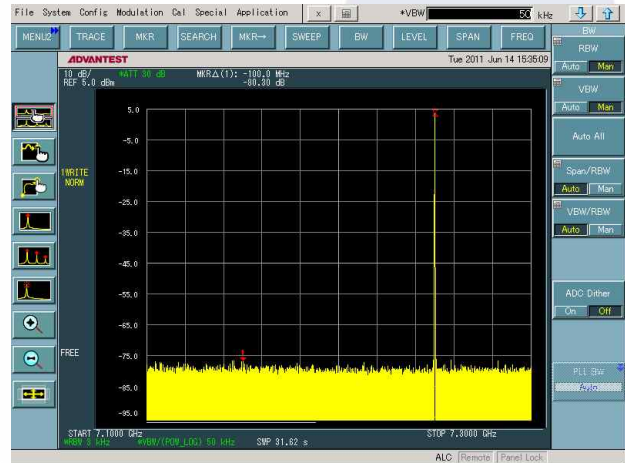 File System Config Modulation Cal Special Application x *VBW 50 kHz
MENU2 TRACE MKR SEARCH MKR→ SWEEP BW LEVEL SPAN FREQ
BW
RBW
Auto Man
VBW
Auto Man
Auto All
Span/RBW
Auto Man
VBW/RBW
Auto Man
ADC Dither
On Off
PLL BW
Auto
ADVANTEST Tue 2011 Jun 14 15:35:09
10 dB/ *ATT 30 dB MKRΔ(1): -100.0 MHz
REF 5.0 dBm -80.30 dB
5.0
-5.0
1WRITE -15.0
NORM
-25.0
-35.0
-45.0
-55.0
-65.0
1
FREE -75.0
-85.0
-95.0
START 7.1000 GHz STOP 7.3000 GHz
*RBW 3 kHz *VBW/(POW_LOG) 50 kHz SWP 31.62 s
ALC Remote Panel Lock